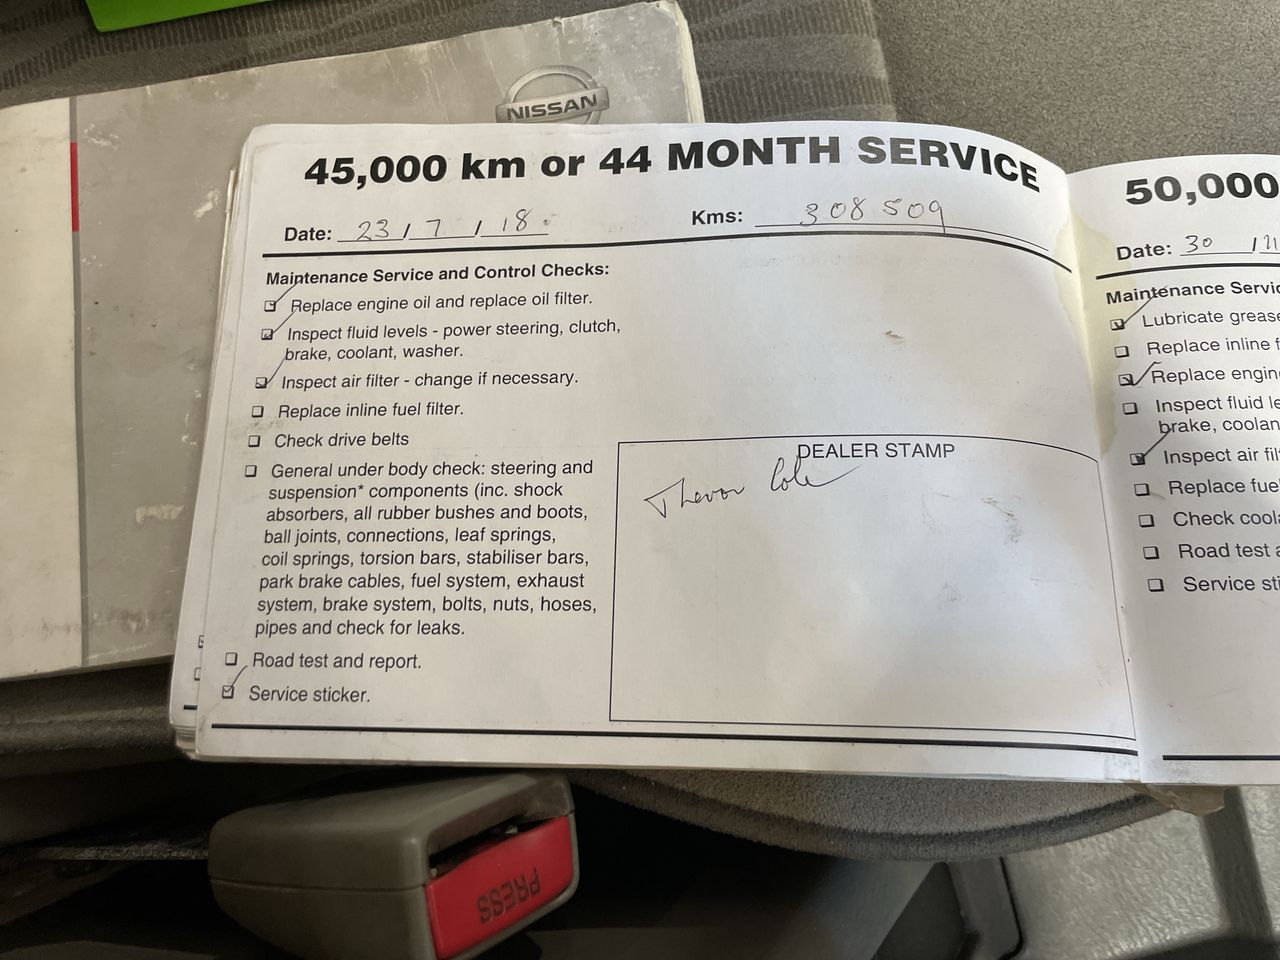 NISSAN
45,000 km or 44 MONTH SERVICE
Date: 23 / 7 / 18 Kms: 308 509
Maintenance Service and Control Checks:
Replace engine oil and replace oil filter.
Inspect fluid levels - power steering, clutch,
brake, coolant, washer.
Inspect air filter - change if necessary.
Replace inline fuel filter.
Check drive belts
General under body check: steering and
suspension* components (inc. shock
absorbers, all rubber bushes and boots,
ball joints, connections, leaf springs,
coil springs, torsion bars, stabiliser bars,
park brake cables, fuel system, exhaust
system, brake system, bolts, nuts, hoses,
pipes and check for leaks.
Road test and report.
Service sticker.
DEALER STAMP
Cole
50,000
Date: 30 /
Maintenance Servic
Lubricate grease
Replace inline f
Replace engin
Inspect fluid le
brake, coolan
Inspect air fil
Replace fuel
Check coola
Road test a
Service sti
PRESS